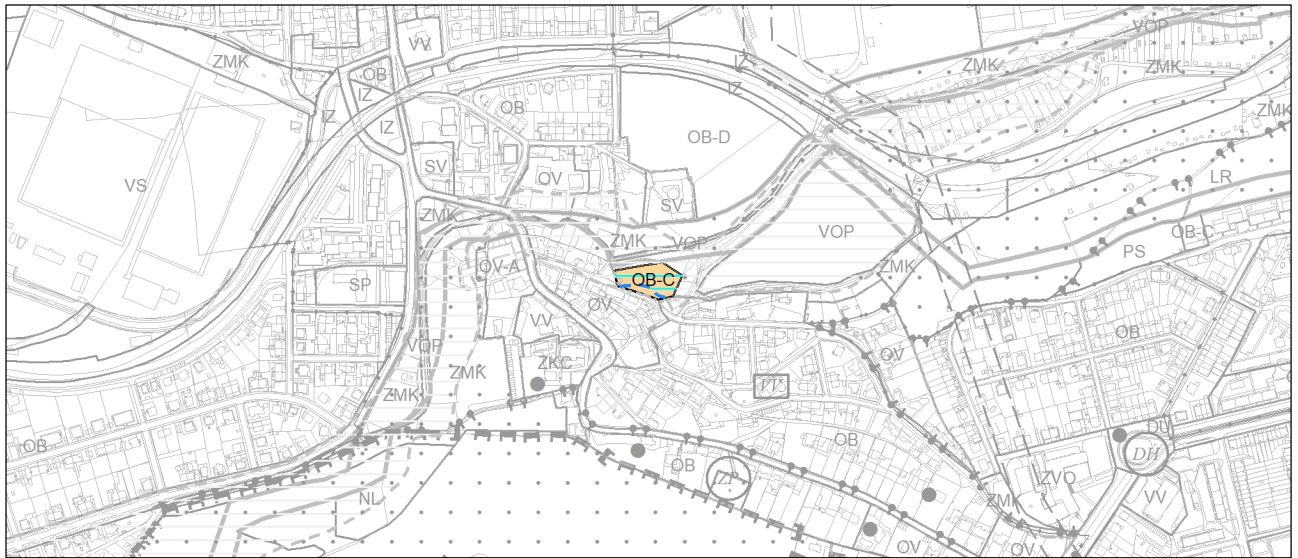 VOP
ZMK
VV
ZMK
IZ
ZMK
OB
IZ
IZ
OB
ZMK
IZ
IZ
OB-D
VS
SV
OV
LR
SV
ZMK
ZMK
VOP
VOP
OB-C
PS
OV-A
ZMK
OB-C
SP
OV
VV
OB
VOP
ZKC
OV
ZMK
ZMK
OB
OB
DU
OB
IZP
DH
ZVO
NL
ZMK
VV
OV
OV